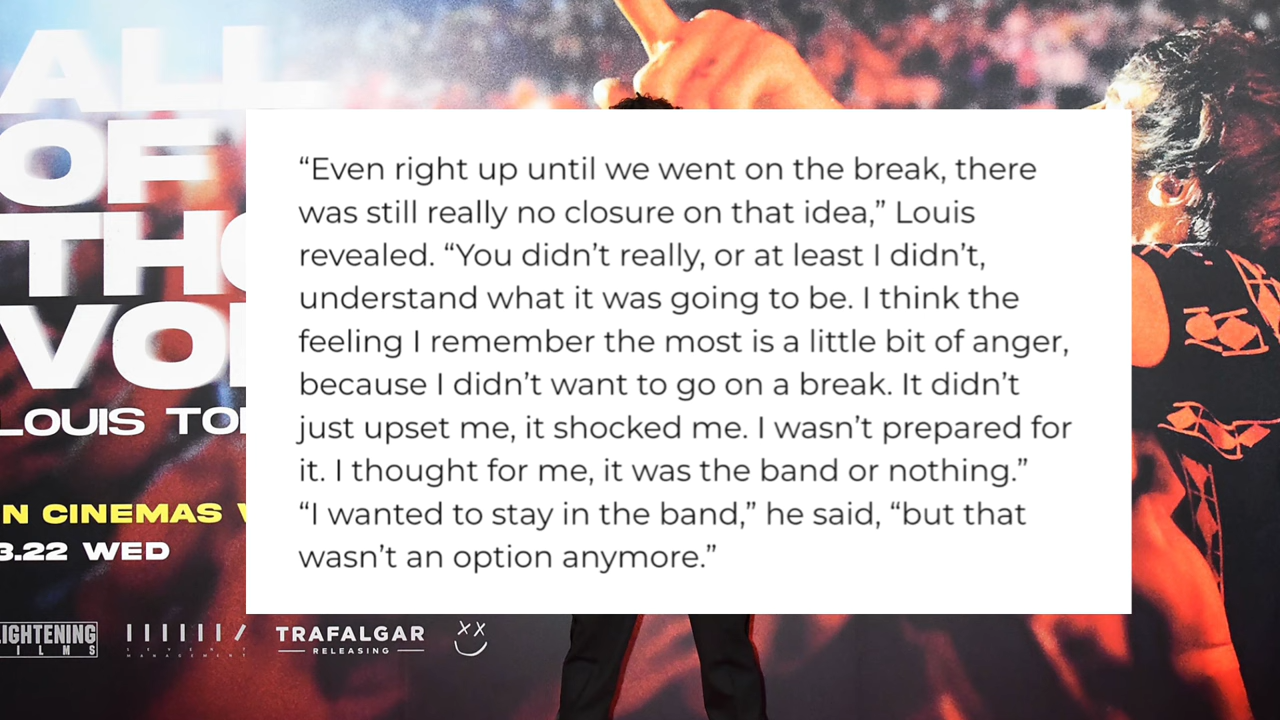 ALL
OF
THO
VOI
LOUIS TO
N CINEMAS
3.22 WED
“Even right up until we went on the break, there
was still really no closure on that idea,” Louis
revealed. “You didn’t really, or at least I didn’t,
understand what it was going to be. I think the
feeling I remember the most is a little bit of anger,
because I didn’t want to go on a break. It didn’t
just upset me, it shocked me. I wasn’t prepared for
it. I thought for me, it was the band or nothing.”
“I wanted to stay in the band,” he said, “but that
wasn’t an option anymore.”
LIGHTENING
FILMS
TRAFALGAR
RELEASING